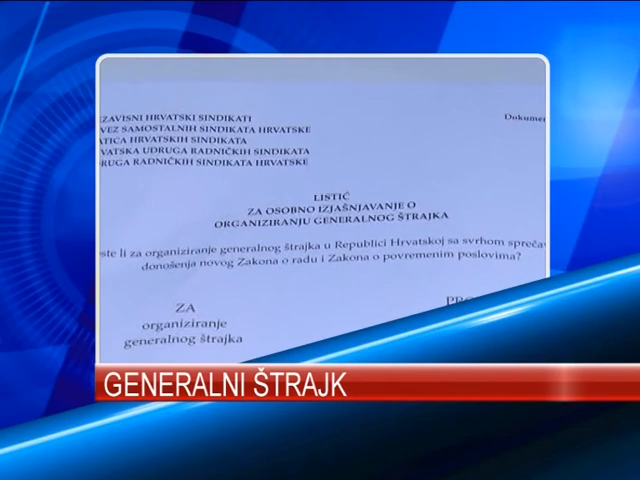 EZAVISNI HRVATSKI SINDIKATI
VEZ SAMOSTALNIH SINDIKATA HRVATSKE
ATICA HRVATSKIH SINDIKATA
VATSKA UDRUGA RADNIČKIH SINDIKATA
DRUGA RADNIČKIH SINDIKATA HRVATSKE
Dokumen
LISTIĆ
ZA OSOBNO IZJAŠNJAVANJE O
ORGANIZIRANJU GENERALNOG ŠTRAJKA
ste li za organiziranje generalnog štrajka u Republici Hrvatskoj sa svrhom spreča
donošenja novog Zakona o radu i Zakona o povremenim poslovima?
ZA
organiziranje
generalnog štrajka
GENERALNI ŠTRAJK